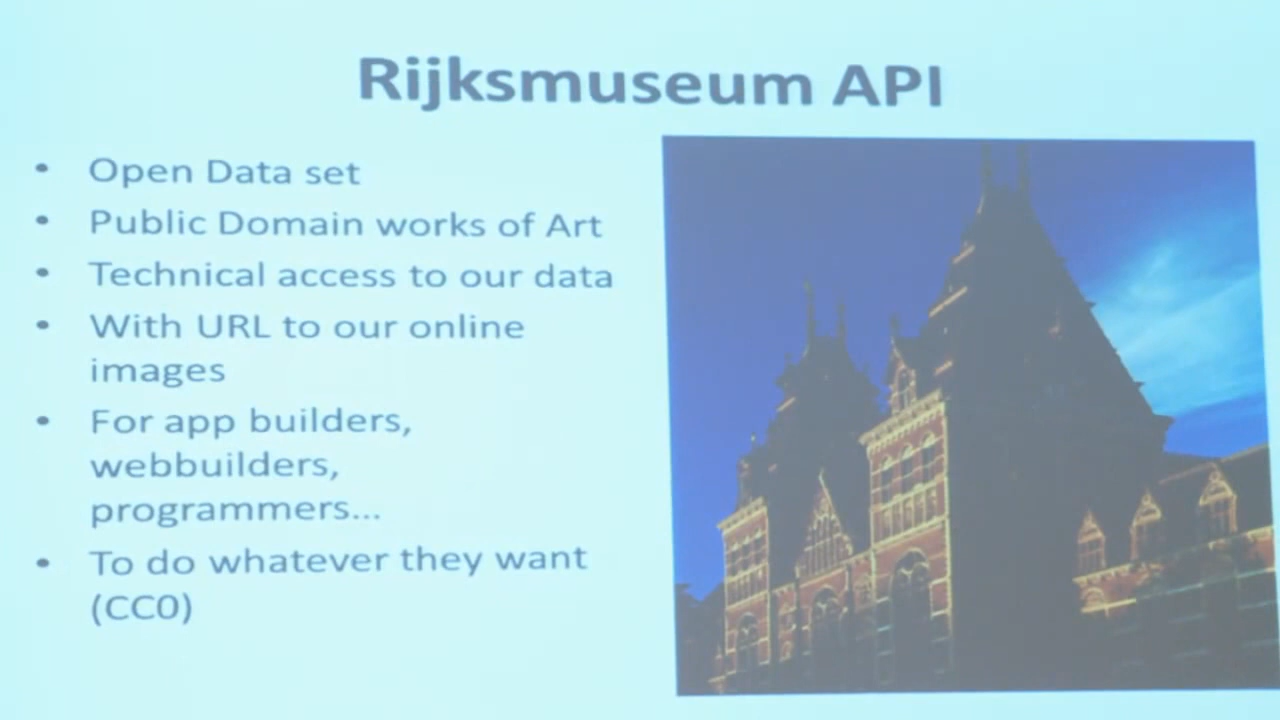 Rijksmuseum API
• Open Data set
• Public Domain works of Art
• Technical access to our data
• With URL to our online
images
• For app builders,
webbuilders,
programmers...
• To do whatever they want
(CC0)